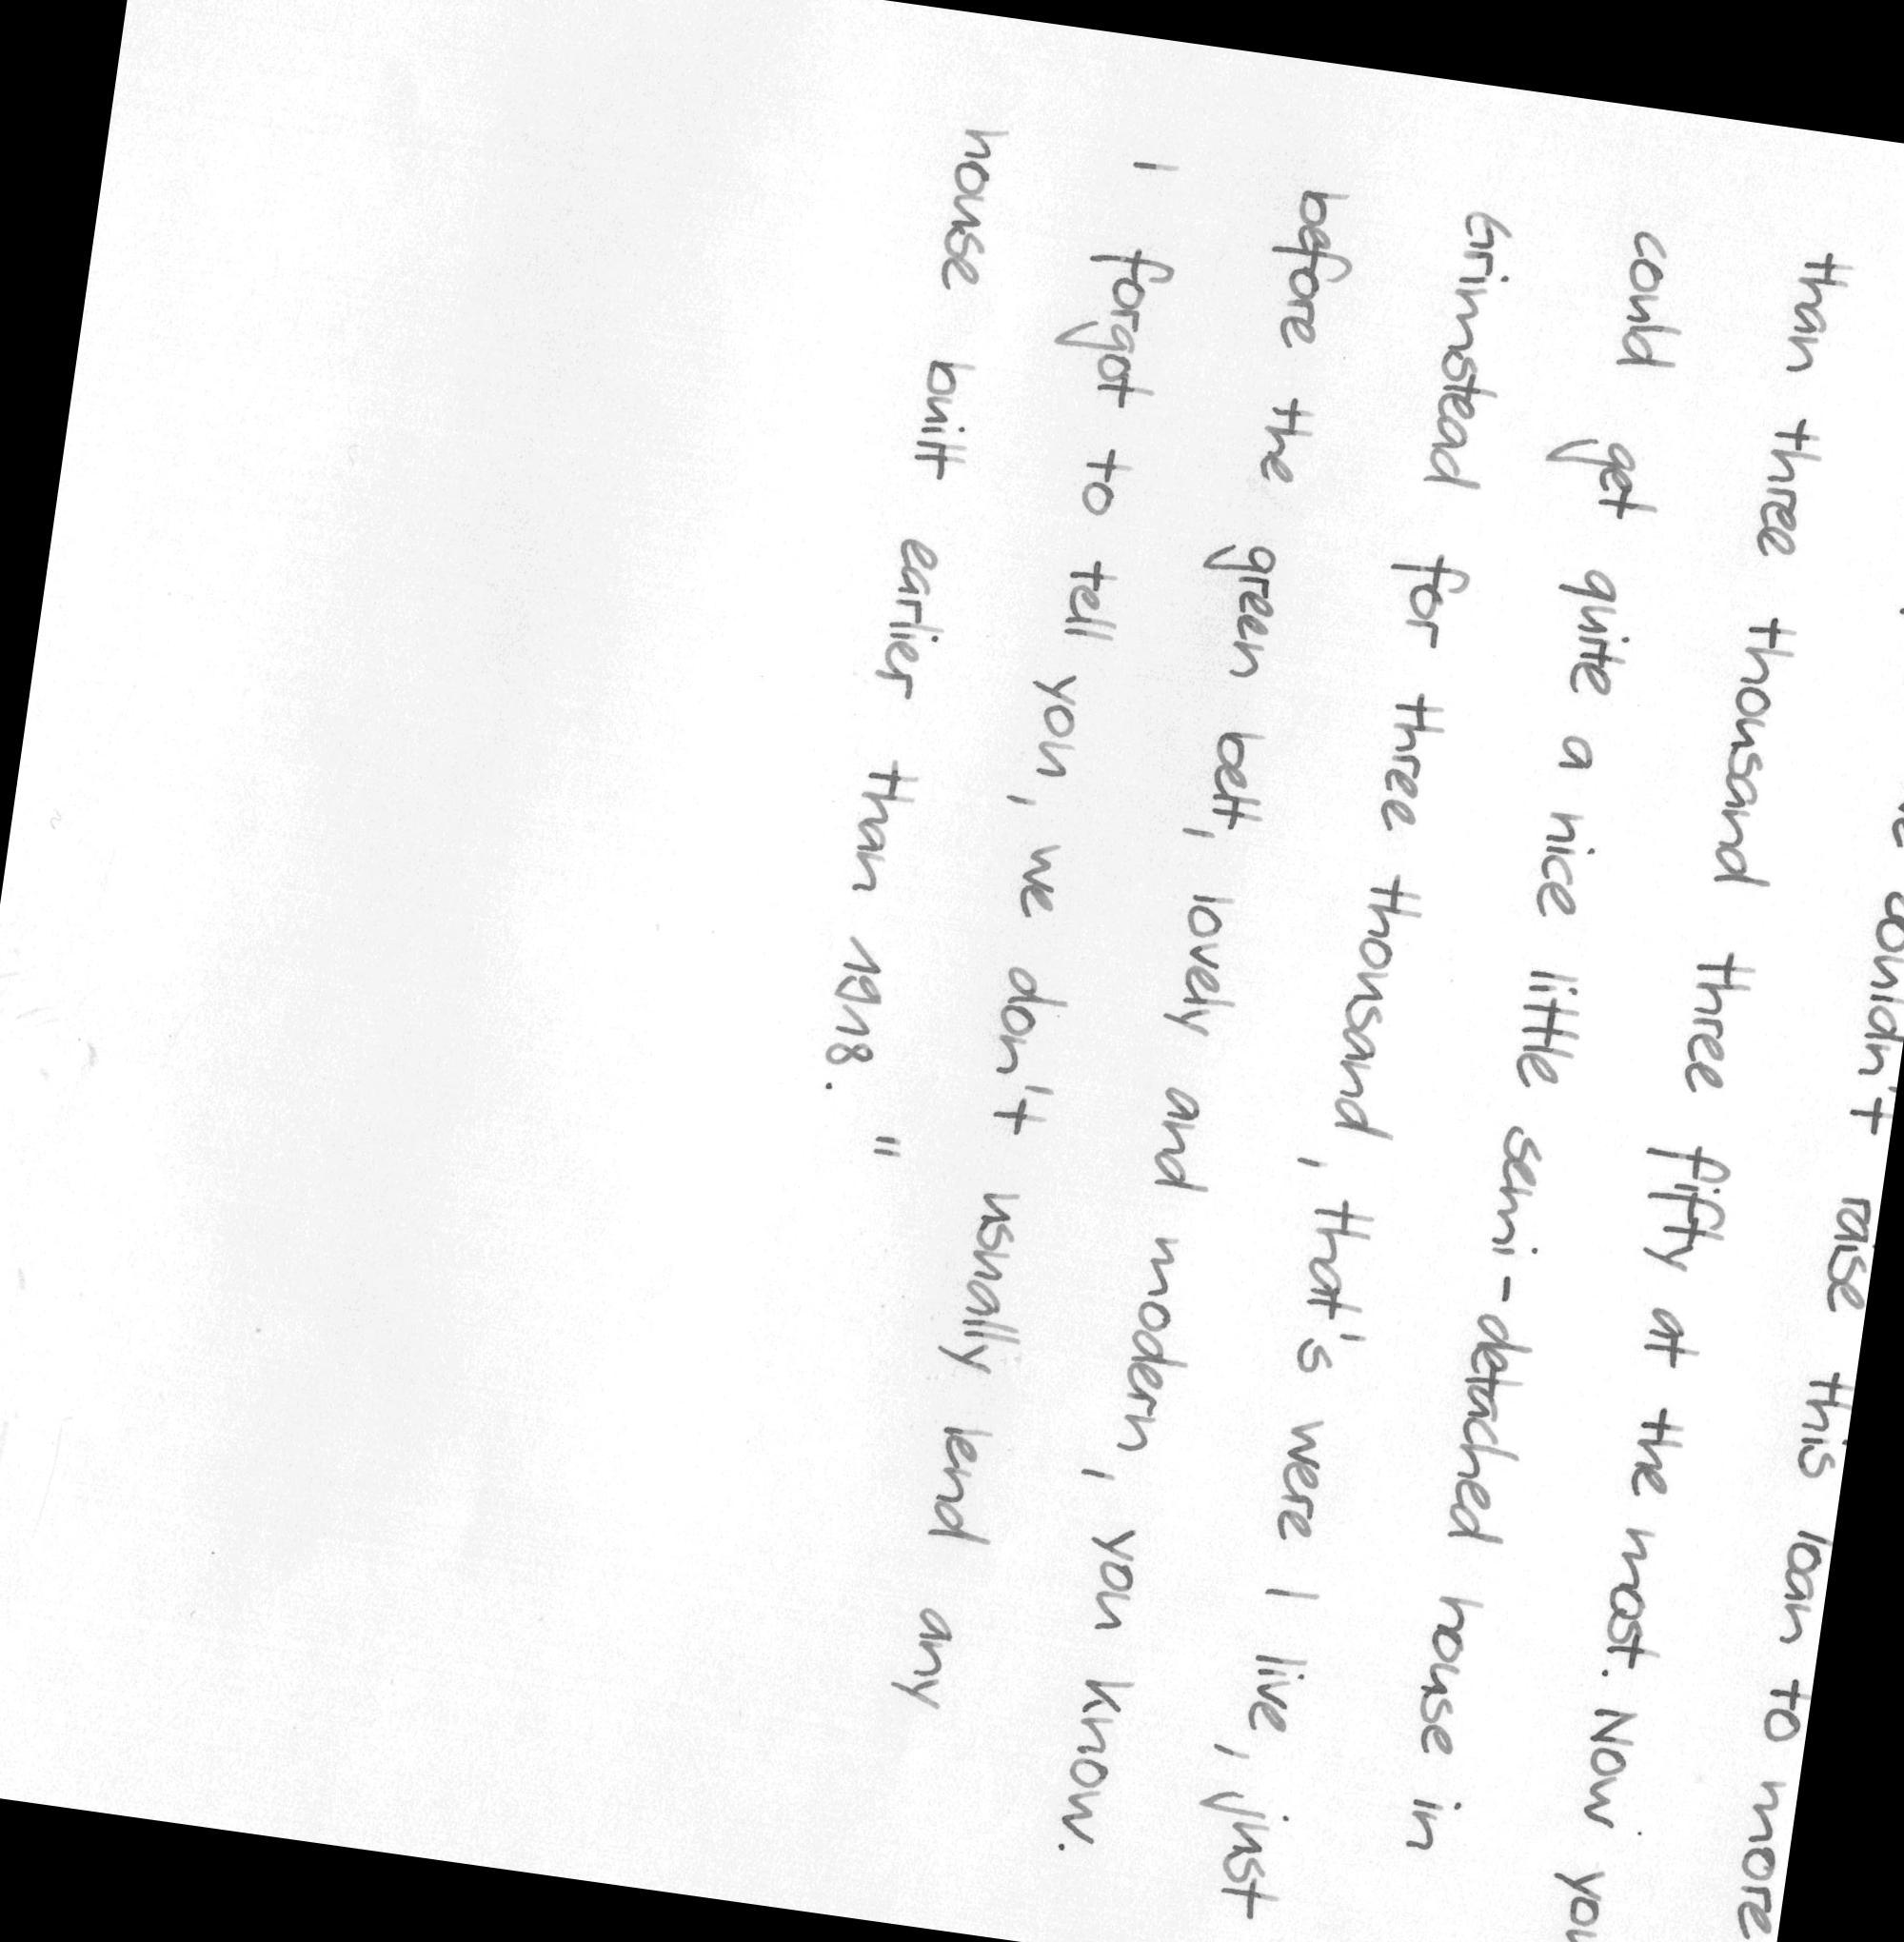 couldn't raise this loan to more
than three thousand three fifty at the most. Now you
could get quite a nice little semi-detached house in
Grimstead for three thousand, that's were I live, just
before the green belt, lovely and modern, you know.
I forgot to tell you, we don't usually lend any
house built earlier than 1918."